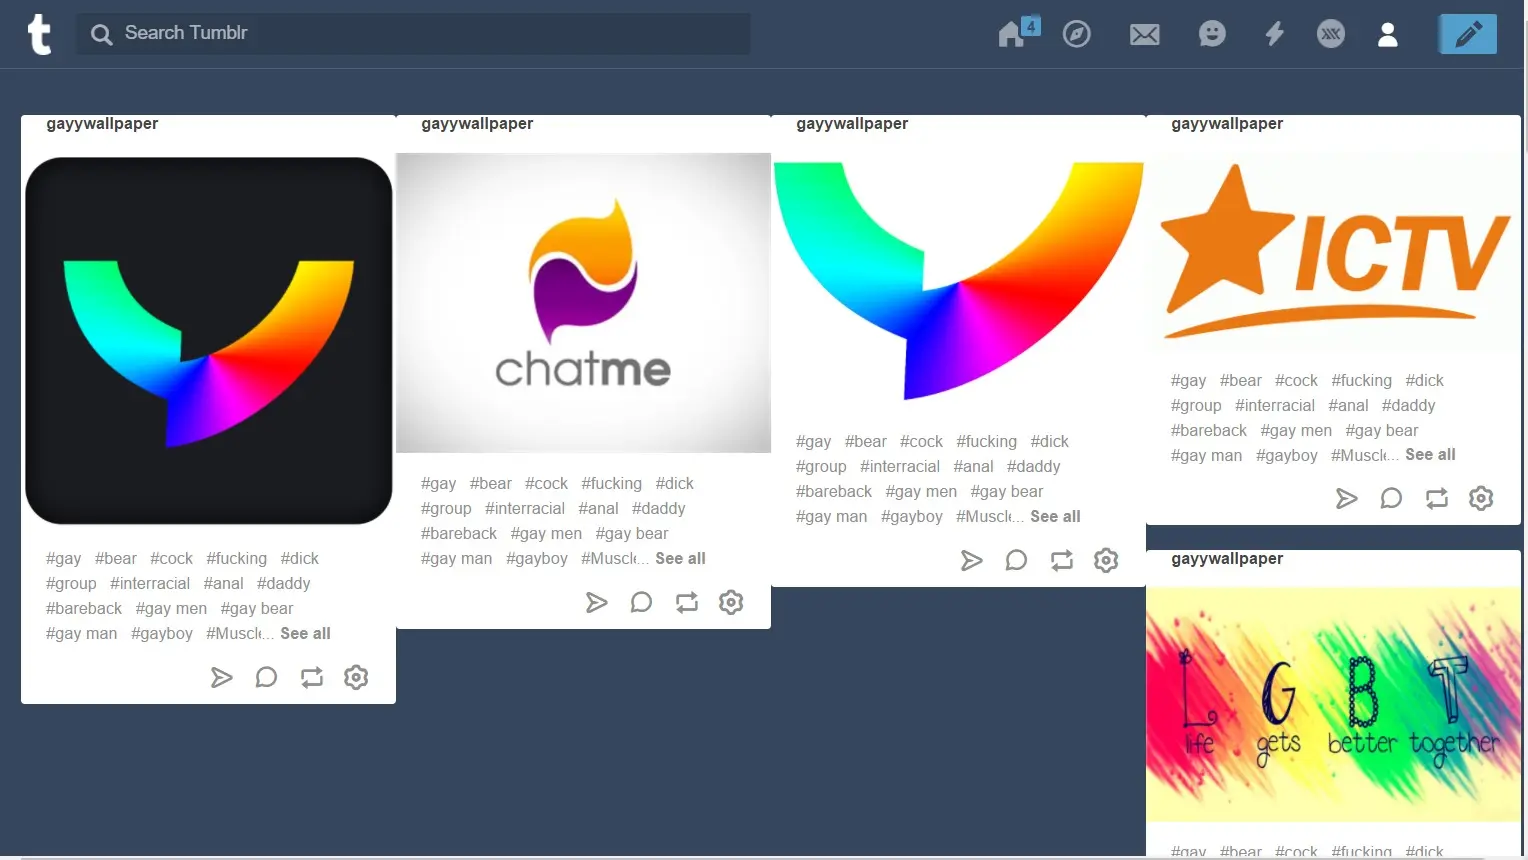 t
Search Tumblr
4
gayywallpaper
#gay #bear #cock #fucking #dick
#group #interracial #anal #daddy
#bareback #gay men #gay bear
#gay man #gayboy #Muscl... See all
gayywallpaper
chatme
#gay #bear #cock #fucking #dick
#group #interracial #anal #daddy
#bareback #gay men #gay bear
#gay man #gayboy #Muscl... See all
gayywallpaper
#gay #bear #cock #fucking #dick
#group #interracial #anal #daddy
#bareback #gay men #gay bear
#gay man #gayboy #Muscl... See all
gayywallpaper
ICTV
#gay #bear #cock #fucking #dick
#group #interracial #anal #daddy
#bareback #gay men #gay bear
#gay man #gayboy #Muscl... See all
gayywallpaper
L G B T
life gets better together
#gay #bear #cock #fucking #dick